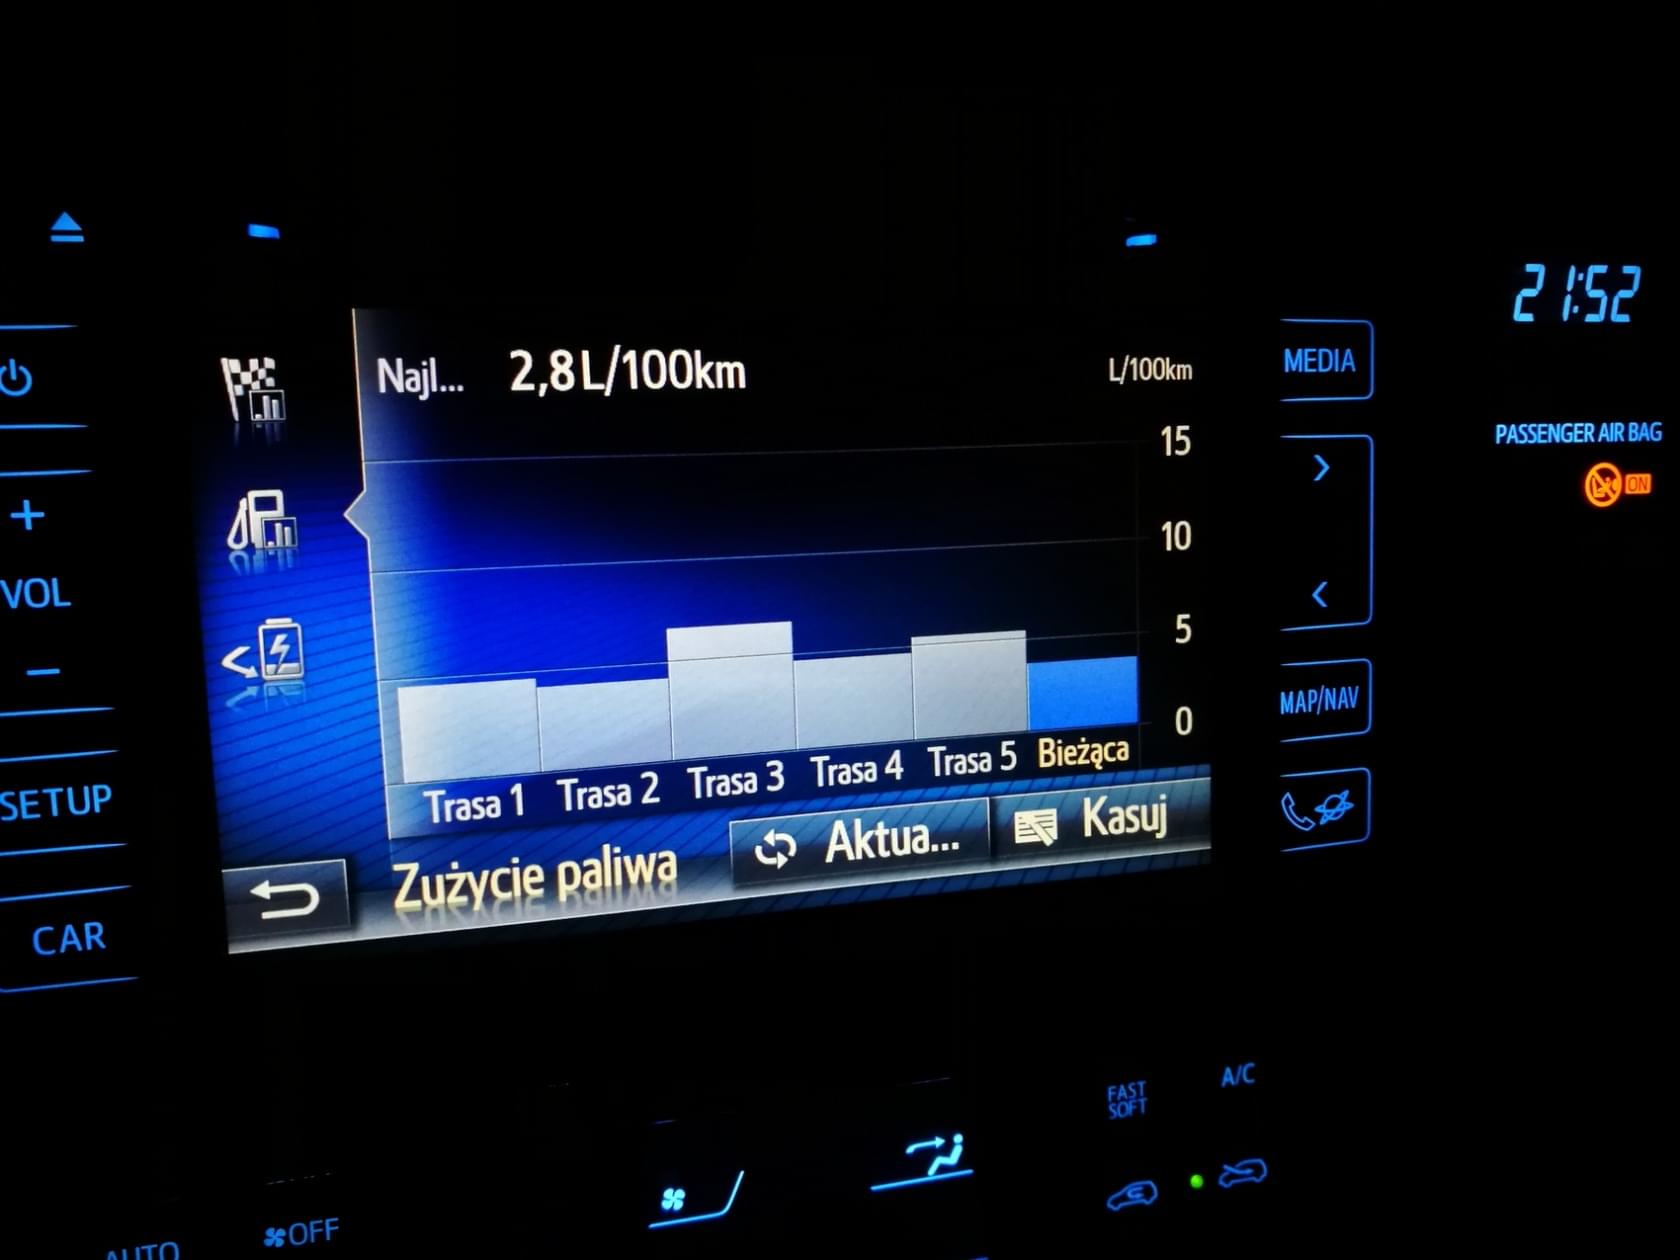 21:52
Najl... 2,8L/100km
L/100km
MEDIA
15
PASSENGER AIR BAG
ON
10
+
VOL
5
-
MAP/NAV
0
Trasa 1 Trasa 2 Trasa 3 Trasa 4 Trasa 5 Bieżąca
SETUP
Zużycie paliwa Aktua... Kasuj
CAR
FAST
SOFT
A/C
AUTO
OFF